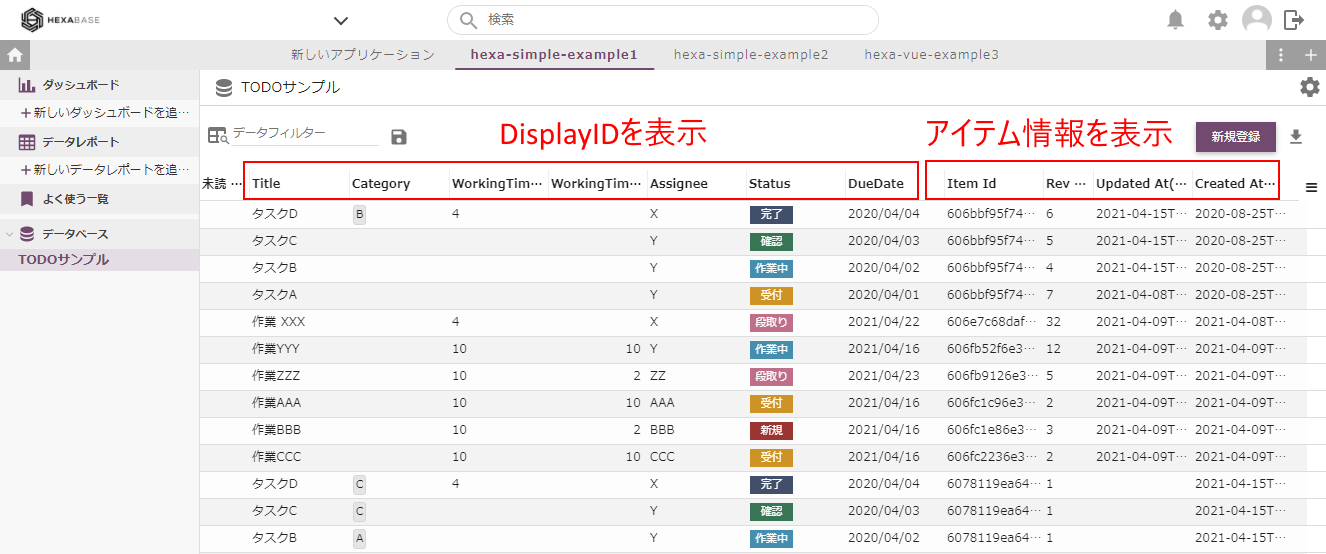 HEXABASE 検索
新しいアプリケーション hexa-simple-example1 hexa-simple-example2 hexa-vue-example3
ダッシュボード
+新しいダッシュボードを追…
データレポート
+新しいデータレポートを追…
よく使う一覧
データベース
TODOサンプル
TODOサンプル
データフィルター DisplayIDを表示 アイテム情報を表示 新規登録
未読 … Title Category WorkingTim… WorkingTim… Assignee Status DueDate Item Id Rev … Updated At(… Created At…
タスクD B 4 X 完了 2020/04/04 606bbf95f74… 6 2021-04-15T… 2020-08-25T…
タスクC Y 確認 2020/04/03 606bbf95f74… 5 2021-04-15T… 2020-08-25T…
タスクB Y 作業中 2020/04/02 606bbf95f74… 4 2021-04-15T… 2020-08-25T…
タスクA Y 受付 2020/04/01 606bbf95f74… 7 2021-04-08T… 2020-08-25T…
作業 XXX 4 X 段取り 2021/04/22 606e7c68daf… 32 2021-04-09T… 2021-04-08T…
作業YYY 10 10 Y 作業中 2021/04/16 606fb52f6e3… 12 2021-04-09T… 2021-04-09T…
作業ZZZ 10 2 ZZ 段取り 2021/04/23 606fb9126e3… 5 2021-04-09T… 2021-04-09T…
作業AAA 10 10 AAA 受付 2021/04/16 606fc1c96e3… 2 2021-04-09T… 2021-04-09T…
作業BBB 10 2 BBB 新規 2021/04/16 606fc1e86e3… 3 2021-04-09T… 2021-04-09T…
作業CCC 10 10 CCC 受付 2021/04/16 606fc2236e3… 2 2021-04-09T… 2021-04-09T…
タスクD C 4 X 完了 2020/04/04 6078119ea64… 1 2021-04-15T…
タスクC C Y 確認 2020/04/03 6078119ea64… 1 2021-04-15T…
タスクB A Y 作業中 2020/04/02 6078119ea64… 1 2021-04-15T…